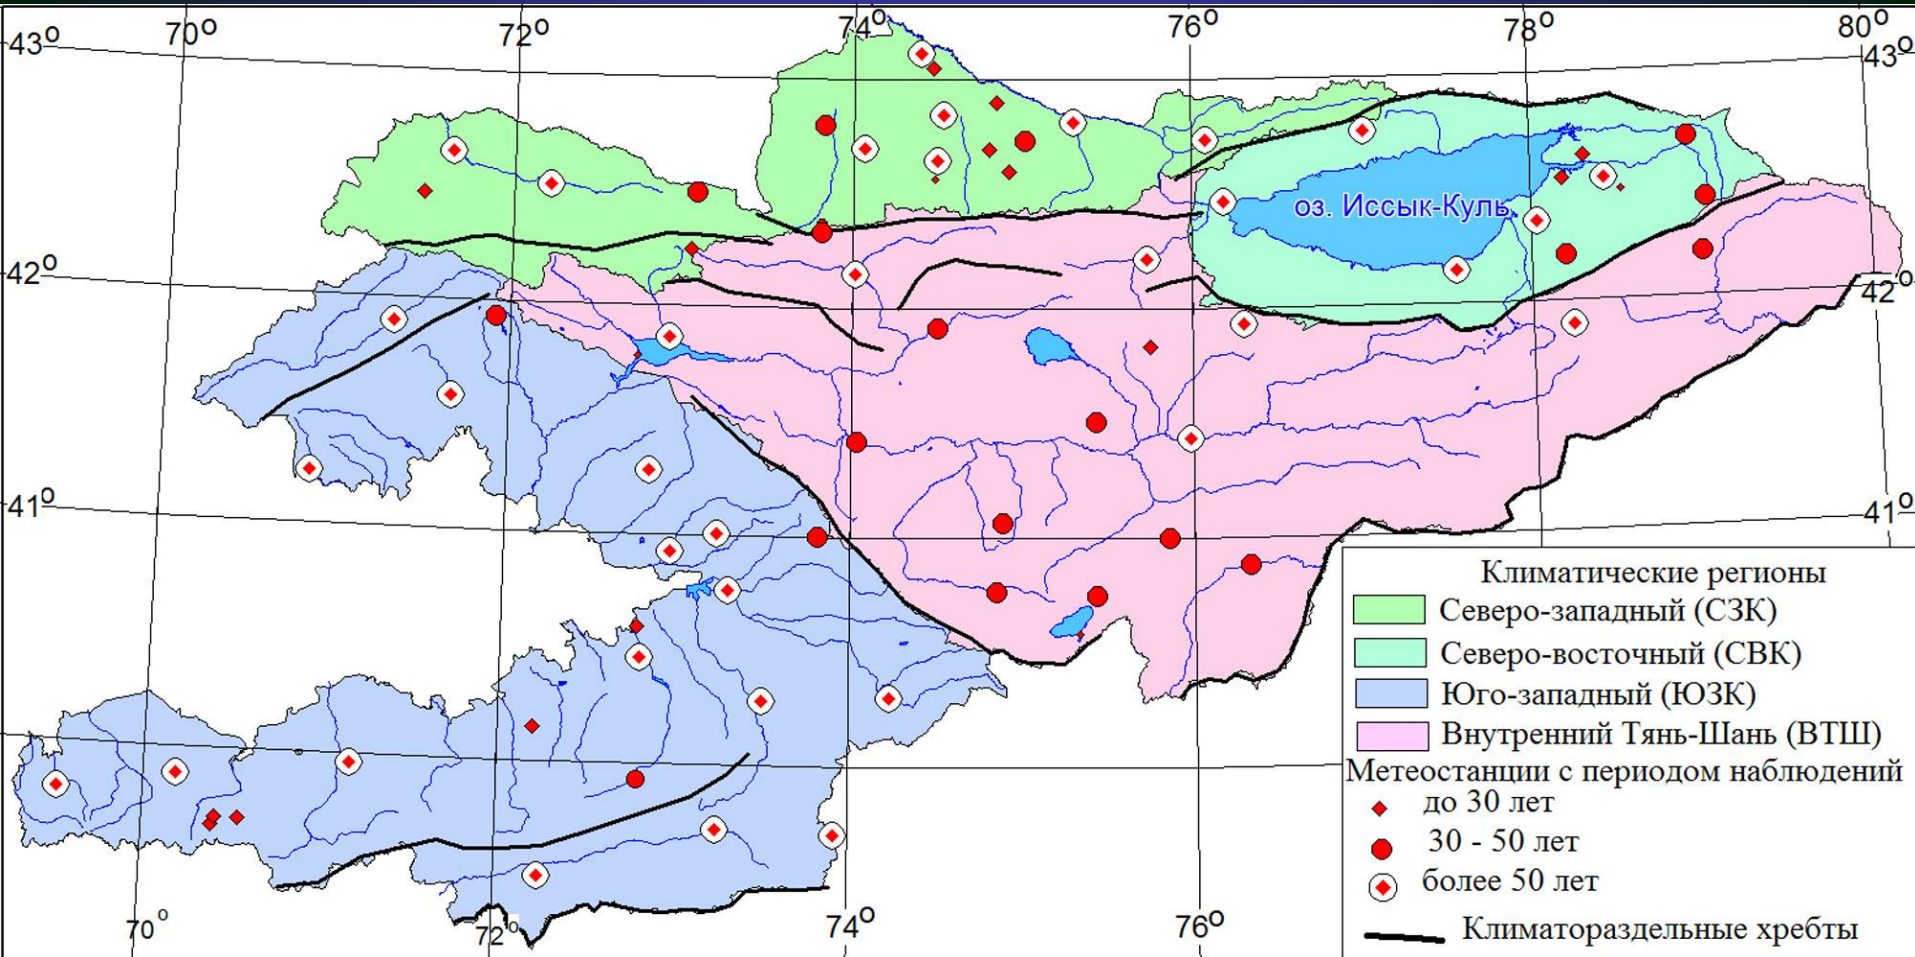 70° 72° 74° 76° 78° 80°
43° 43°
оз. Иссык-Куль
42° 42°
41° 41°
Климатические регионы
Северо-западный (СЗК)
Северо-восточный (СВК)
Юго-западный (ЮЗК)
Внутренний Тянь-Шань (ВТШ)
Метеостанции с периодом наблюдений
до 30 лет
30 - 50 лет
более 50 лет
Климатораздельные хребты
70° 72° 74° 76°